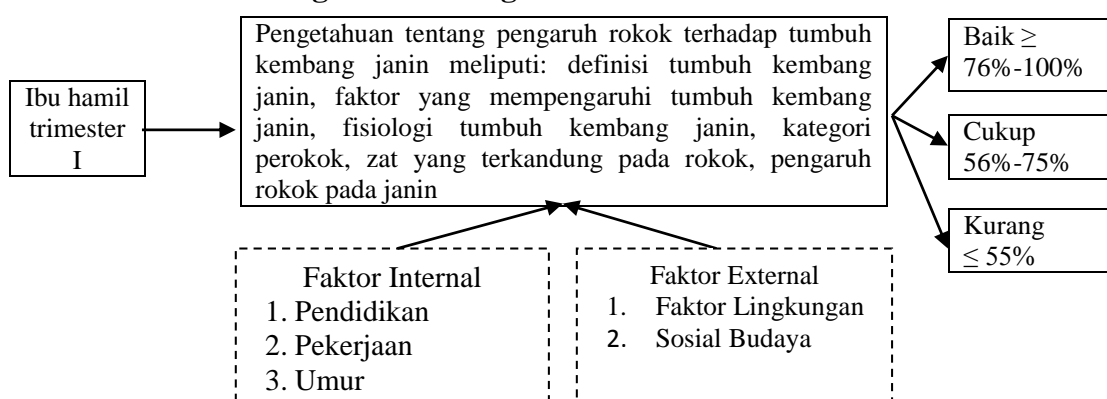 Pengetahuan tentang pengaruh rokok terhadap tumbuh
kembang janin meliputi: definisi tumbuh kembang
janin, faktor yang mempengaruhi tumbuh kembang
janin, fisiologi tumbuh kembang janin, kategori
perokok, zat yang terkandung pada rokok, pengaruh
rokok pada janin
Ibu hamil
trimester
I
Baik ≥
76%-100%
Cukup
56%-75%
Kurang
≤ 55%
Faktor Internal
1. Pendidikan
2. Pekerjaan
3. Umur
Faktor External
1. Faktor Lingkungan
2. Sosial Budaya